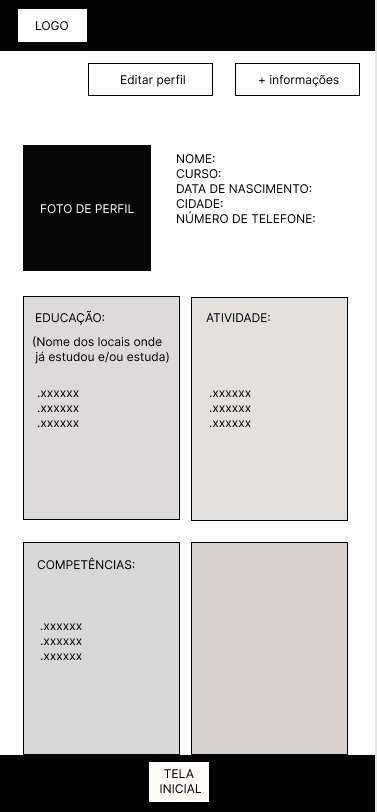 LOGO
Editar perfil
+ informações
FOTO DE PERFIL
NOME:
CURSO:
DATA DE NASCIMENTO:
CIDADE:
NÚMERO DE TELEFONE:
EDUCAÇÃO:
(Nome dos locais onde
já estudou e/ou estuda)
.xxxxxx
.xxxxxx
.xxxxxx
ATIVIDADE:
.xxxxxx
.xxxxxx
.xxxxxx
COMPETÊNCIAS:
.xxxxxx
.xxxxxx
.xxxxxx
TELA
INICIAL